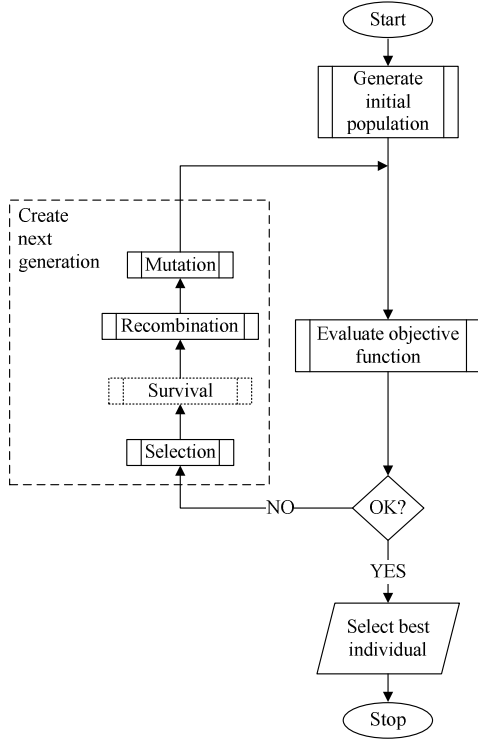 Start
Generate
initial
population
Create
next
generation
Mutation
Recombination
Survival
Selection
Evaluate objective
function
OK?
NO
YES
Select best
individual
Stop